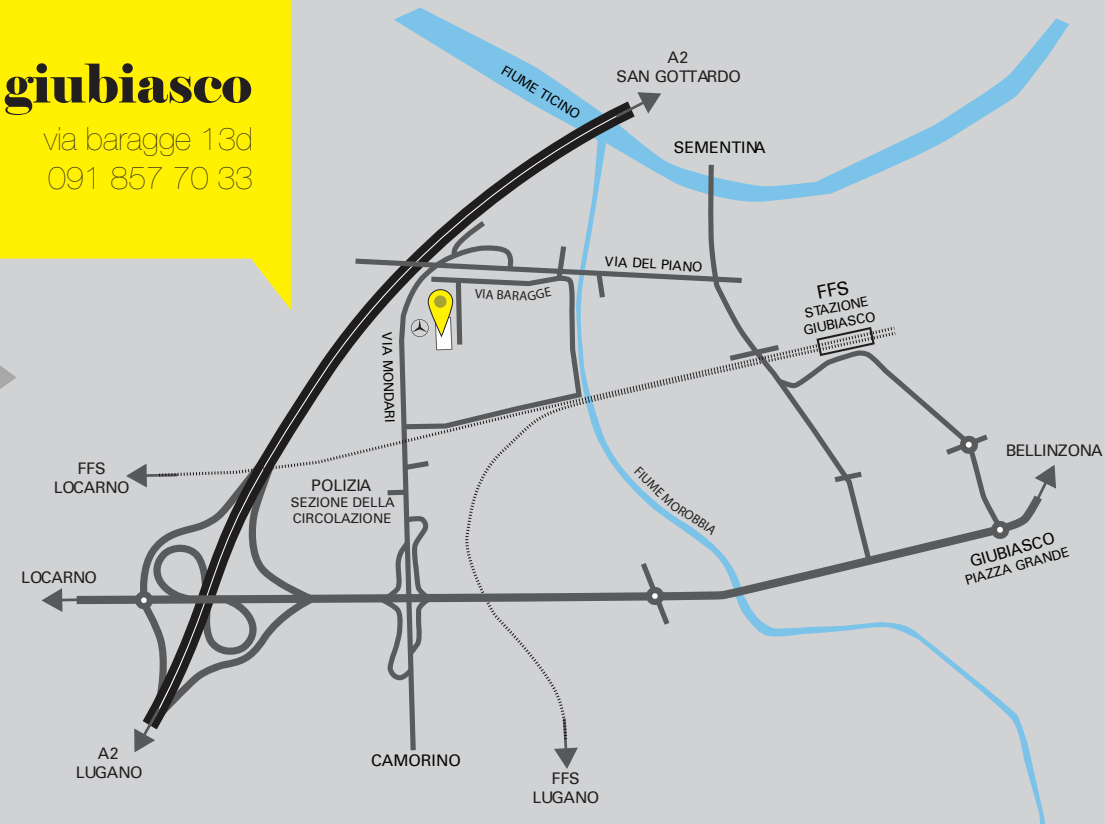 giubiasco
via baragge 13d
091 857 70 33
A2
SAN GOTTARDO
FIUME TICINO
SEMENTINA
VIA DEL PIANO
VIA BARAGGE
FFS
STAZIONE
GIUBIASCO
VIA MONDARI
FFS
LOCARNO
POLIZIA
SEZIONE DELLA
CIRCOLAZIONE
FIUME MOROBBIA
BELLINZONA
GIUBIASCO
PIAZZA GRANDE
LOCARNO
A2
LUGANO
CAMORINO
FFS
LUGANO